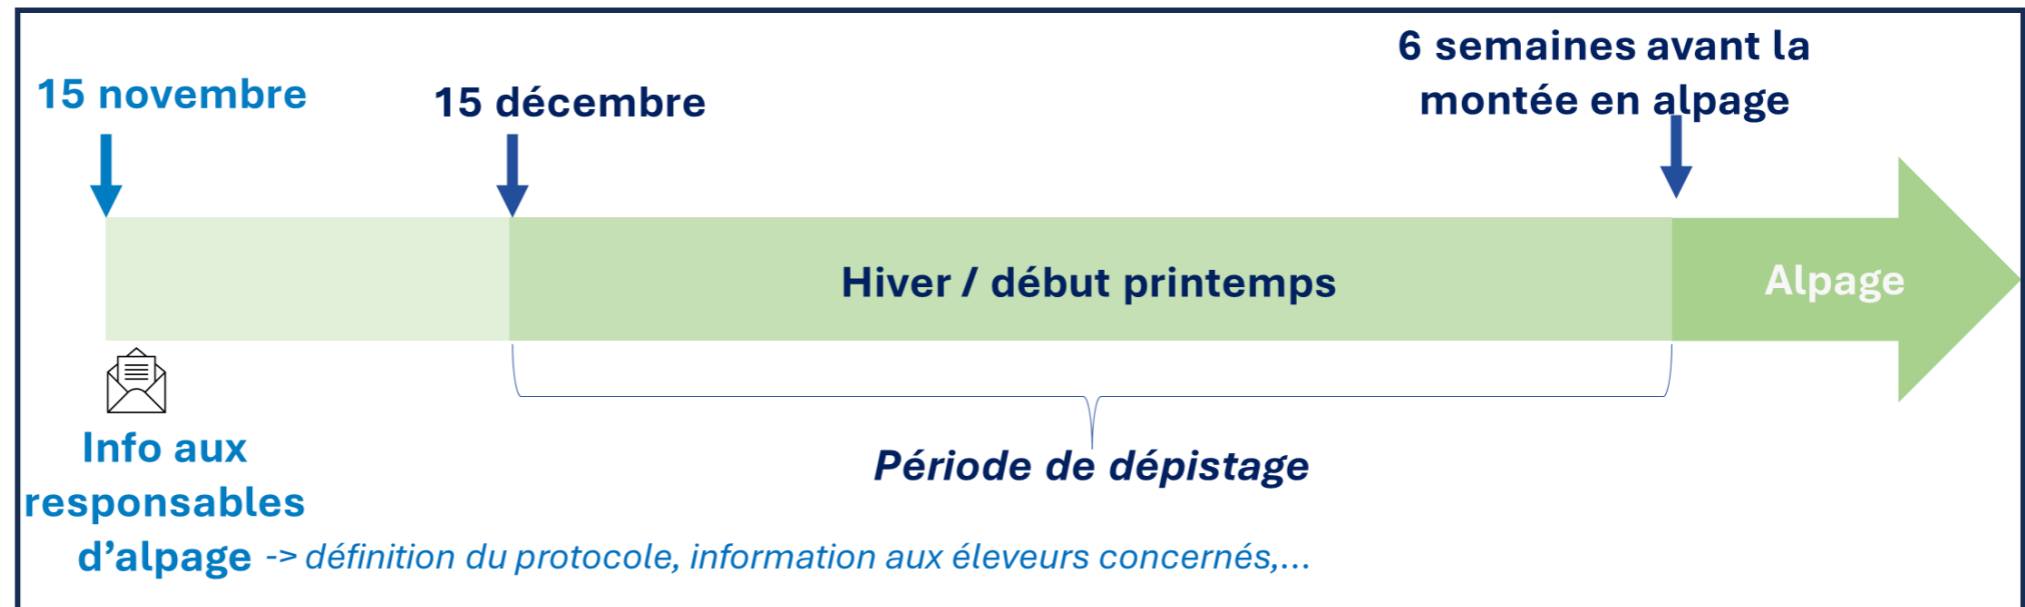 15 novembre
15 décembre
6 semaines avant la
montée en alpage
Hiver / début printemps
Alpage
Période de dépistage
Info aux
responsables
d’alpage -> définition du protocole, information aux éleveurs concernés,...